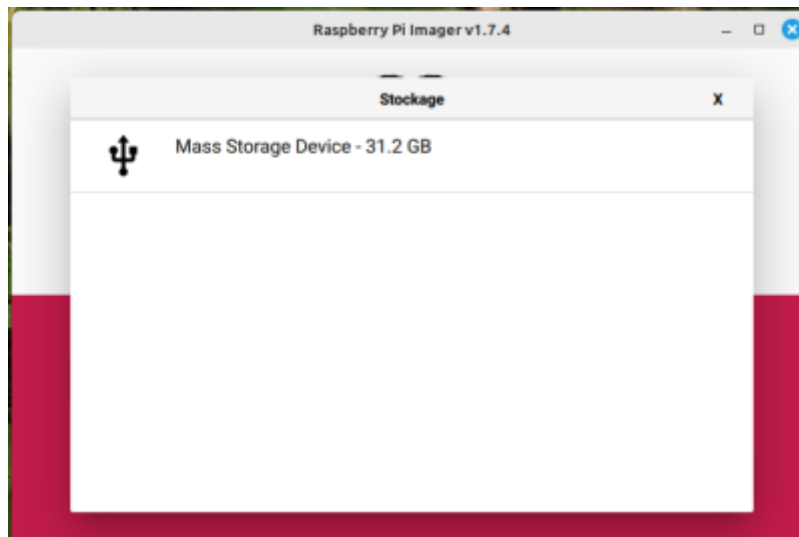 Raspberry Pi Imager v1.7.4
Stockage X
Mass Storage Device - 31.2 GB